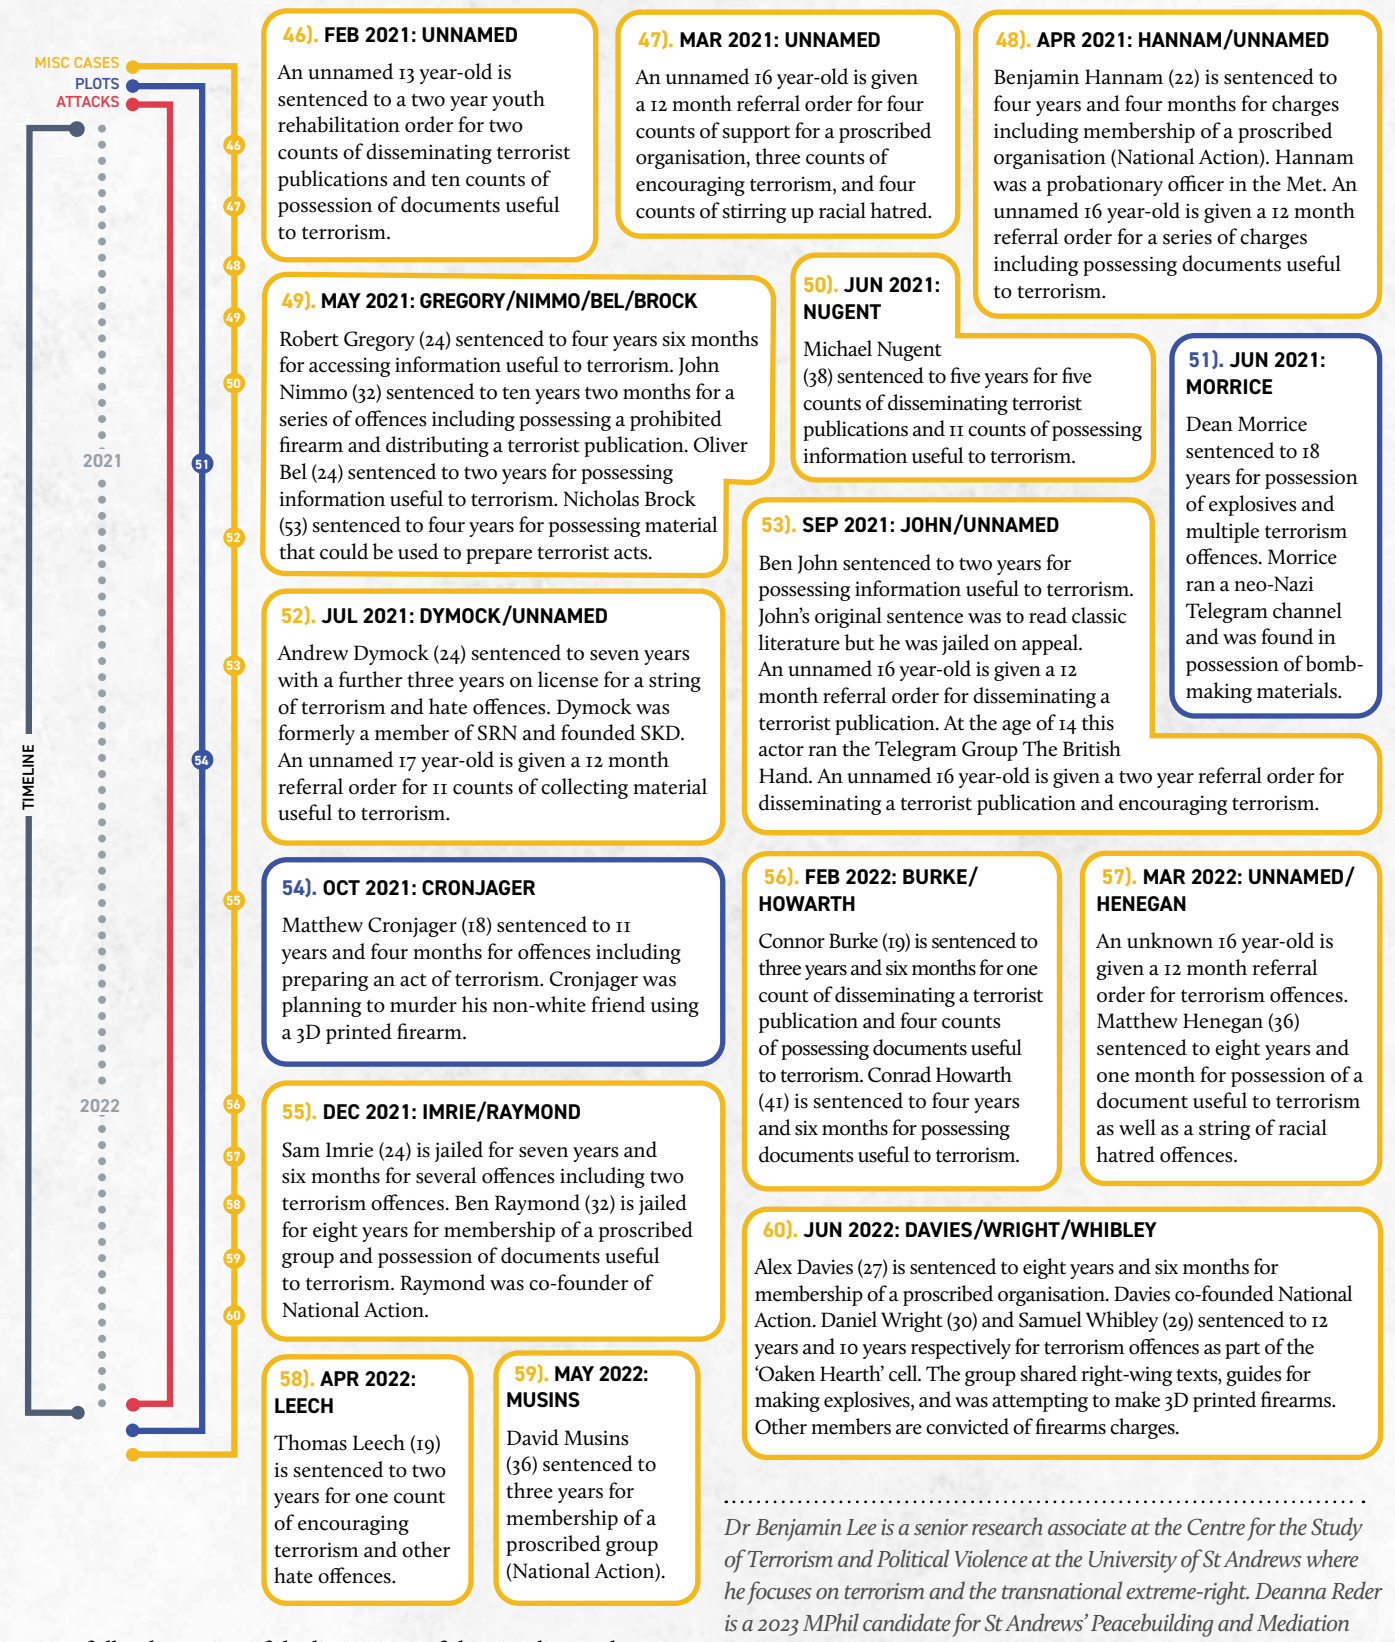 MISC CASES
PLOTS
ATTACKS
TIMELINE
2021
2022
46
47
48
49
50
51
52
53
54
55
56
57
58
59
60
46). FEB 2021: UNNAMED
An unnamed 13 year-old is
sentenced to a two year youth
rehabilitation order for two
counts of disseminating terrorist
publications and ten counts of
possession of documents useful
to terrorism.
47). MAR 2021: UNNAMED
An unnamed 16 year-old is given
a 12 month referral order for four
counts of support for a proscribed
organisation, three counts of
encouraging terrorism, and four
counts of stirring up racial hatred.
48). APR 2021: HANNAM/UNNAMED
Benjamin Hannam (22) is sentenced to
four years and four months for charges
including membership of a proscribed
organisation (National Action). Hannam
was a probationary officer in the Met. An
unnamed 16 year-old is given a 12 month
referral order for a series of charges
including possessing documents useful
to terrorism.
49). MAY 2021: GREGORY/NIMMO/BEL/BROCK
Robert Gregory (24) sentenced to four years six months
for accessing information useful to terrorism. John
Nimmo (32) sentenced to ten years two months for a
series of offences including possessing a prohibited
firearm and distributing a terrorist publication. Oliver
Bel (24) sentenced to two years for possessing
information useful to terrorism. Nicholas Brock
(53) sentenced to four years for possessing material
that could be used to prepare terrorist acts.
50). JUN 2021:
NUGENT
Michael Nugent
(38) sentenced to five years for five
counts of disseminating terrorist
publications and 11 counts of possessing
information useful to terrorism.
51). JUN 2021:
MORRICE
Dean Morrice
sentenced to 18
years for possession
of explosives and
multiple terrorism
offences. Morrice
ran a neo-Nazi
Telegram channel
and was found in
possession of bomb-
making materials.
52). JUL 2021: DYMOCK/UNNAMED
Andrew Dymock (24) sentenced to seven years
with a further three years on license for a string
of terrorism and hate offences. Dymock was
formerly a member of SRN and founded SKD.
An unnamed 17 year-old is given a 12 month
referral order for 11 counts of collecting material
useful to terrorism.
53). SEP 2021: JOHN/UNNAMED
Ben John sentenced to two years for
possessing information useful to terrorism.
John's original sentence was to read classic
literature but he was jailed on appeal.
An unnamed 16 year-old is given a 12
month referral order for disseminating a
terrorist publication. At the age of 14 this
actor ran the Telegram Group The British
Hand. An unnamed 16 year-old is given a two year referral order for
disseminating a terrorist publication and encouraging terrorism.
54). OCT 2021: CRONJAGER
Matthew Cronjager (18) sentenced to 11
years and four months for offences including
preparing an act of terrorism. Cronjager was
planning to murder his non-white friend using
a 3D printed firearm.
55). DEC 2021: IMRIE/RAYMOND
Sam Imrie (24) is jailed for seven years and
six months for several offences including two
terrorism offences. Ben Raymond (32) is jailed
for eight years for membership of a proscribed
group and possession of documents useful
to terrorism. Raymond was co-founder of
National Action.
56). FEB 2022: BURKE/
HOWARTH
Connor Burke (19) is sentenced to
three years and six months for one
count of disseminating a terrorist
publication and four counts
of possessing documents useful
to terrorism. Conrad Howarth
(41) is sentenced to four years
and six months for possessing
documents useful to terrorism.
57). MAR 2022: UNNAMED/
HENEGAN
An unknown 16 year-old is
given a 12 month referral
order for terrorism offences.
Matthew Henegan (36)
sentenced to eight years and
one month for possession of a
document useful to terrorism
as well as a string of racial
hatred offences.
58). APR 2022:
LEECH
Thomas Leech (19)
is sentenced to two
years for one count
of encouraging
terrorism and other
hate offences.
59). MAY 2022:
MUSINS
David Musins
(36) sentenced to
three years for
membership of a
proscribed group
(National Action).
60). JUN 2022: DAVIES/WRIGHT/WHIBLEY
Alex Davies (27) is sentenced to eight years and six months for
membership of a proscribed organisation. Davies co-founded National
Action. Daniel Wright (30) and Samuel Whibley (29) sentenced to 12
years and 10 years respectively for terrorism offences as part of the
'Oaken Hearth' cell. The group shared right-wing texts, guides for
making explosives, and was attempting to make 3D printed firearms.
Other members are convicted of firearms charges.
Dr Benjamin Lee is a senior research associate at the Centre for the Study
of Terrorism and Political Violence at the University of St Andrews where
he focuses on terrorism and the transnational extreme-right. Deanna Reder
is a 2023 MPhil candidate for St Andrews' Peacebuilding and Mediation